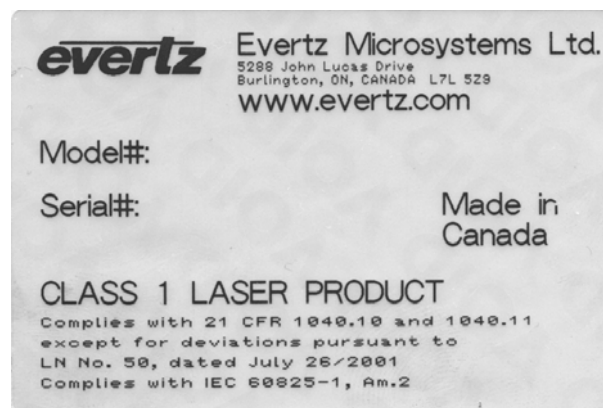 evertz
Evertz Microsystems Ltd.
5288 John Lucas Drive
Burlington, ON, CANADA L7L 5Z9
www.evertz.com
Model#:
Serial#:
Made in
Canada
CLASS 1 LASER PRODUCT
Complies with 21 CFR 1040.10 and 1040.11
except for deviations pursuant to
LN No. 50, dated July 26/2001
Complies with IEC 60825-1, Am.2